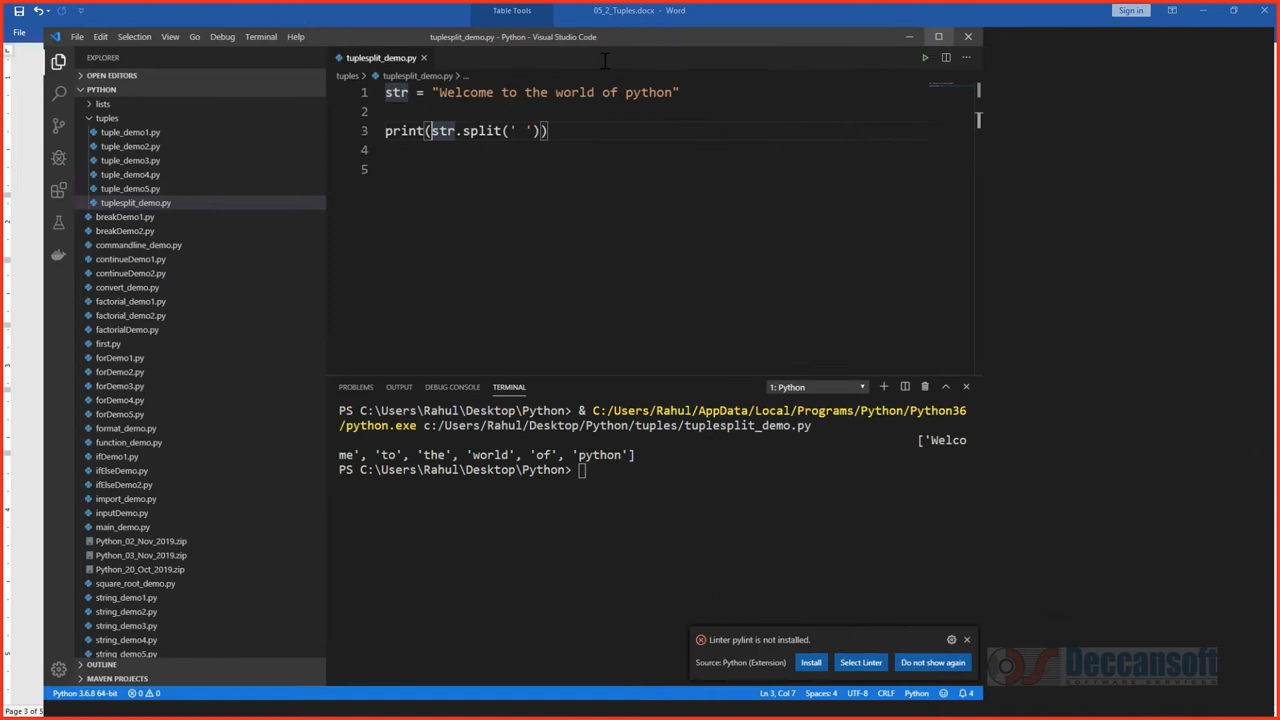 Table Tools
05_2_Tuples.docx - Word
Sign in
File
File Edit Selection View Go Debug Terminal Help
tuplesplit_demo.py - Python - Visual Studio Code
EXPLORER
OPEN EDITORS
PYTHON
lists
tuples
tuple_demo1.py
tuple_demo2.py
tuple_demo3.py
tuple_demo4.py
tuple_demo5.py
tuplesplit_demo.py
breakDemo1.py
breakDemo2.py
commandline_demo.py
continueDemo1.py
continueDemo2.py
convert_demo.py
factorial_demo1.py
factorial_demo2.py
factorialDemo.py
first.py
forDemo1.py
forDemo2.py
forDemo3.py
forDemo4.py
forDemo5.py
format_demo.py
function_demo.py
ifDemo1.py
ifElseDemo1.py
ifElseDemo2.py
import_demo.py
inputDemo.py
main_demo.py
Python_02_Nov_2019.zip
Python_03_Nov_2019.zip
Python_20_Oct_2019.zip
square_root_demo.py
string_demo1.py
string_demo2.py
string_demo3.py
string_demo4.py
string_demo5.py
OUTLINE
MAVEN PROJECTS
tuplesplit_demo.py
tuples > tuplesplit_demo.py > ...
1 str = "Welcome to the world of python"
2
3 print(str.split(' '))
4
5
PROBLEMS OUTPUT DEBUG CONSOLE TERMINAL
1: Python
PS C:\Users\Rahul\Desktop\Python> & C:/Users/Rahul/AppData/Local/Programs/Python/Python36
/python.exe c:/Users/Rahul/Desktop/Python/tuples/tuplesplit_demo.py
['Welco
me', 'to', 'the', 'world', 'of', 'python']
PS C:\Users\Rahul\Desktop\Python>
Linter pylint is not installed.
Source: Python (Extension)
Install
Select Linter
Do not show again
Deccansoft
SOFTWARE SERVICES
Python 3.6.8 64-bit 0 0
Ln 3, Col 7 Spaces: 4 UTF-8 CRLF Python 4
Page 3 of 5